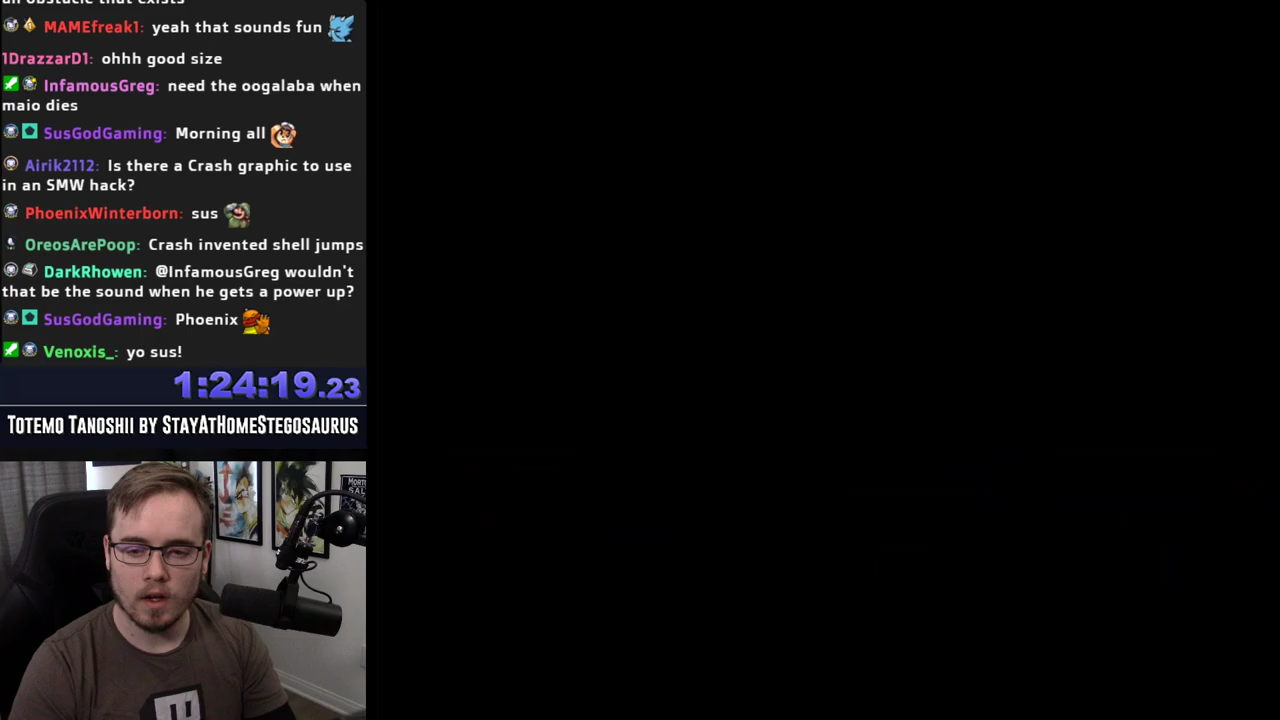 MAMEfreak1: yeah that sounds fun
1DrazzarD1: ohhh good size
InfamousGreg: need the oogalaba when
maio dies
SusGodGaming: Morning all
Airik2112: Is there a Crash graphic to use
in an SMW hack?
PhoenixWinterborn: sus
OreosArePoop: Crash invented shell jumps
DarkRhowen: @InfamousGreg wouldn't
that be the sound when he gets a power up?
SusGodGaming: Phoenix
Venoxis_: yo sus!
1:24:19.23
Totemo Tanoshii by StayAtHomeStegosaurus